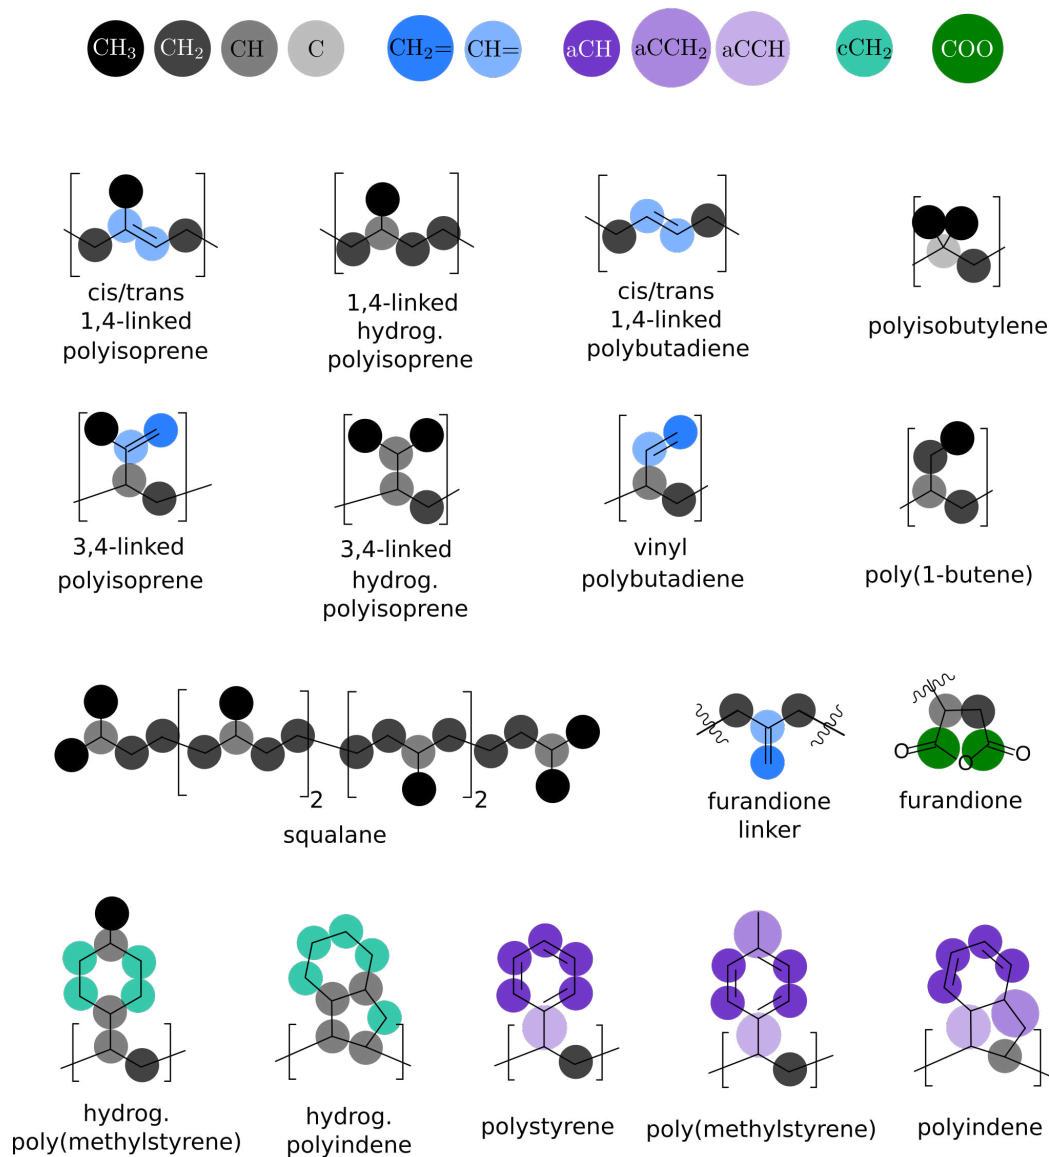 CH₃ CH₂ CH C CH₂= CH= aCH aCCH₂ aCCH cCH₂ COO
cis/trans
1,4-linked
polyisoprene
1,4-linked
hydrog.
polyisoprene
cis/trans
1,4-linked
polybutadiene
polyisobutylene
3,4-linked
polyisoprene
3,4-linked
hydrog.
polyisoprene
vinyl
polybutadiene
poly(1-butene)
2
2
squalane
furandione
linker
O
O
O
furandione
hydrog.
poly(methylstyrene)
hydrog.
polyindene
polystyrene
poly(methylstyrene)
polyindene